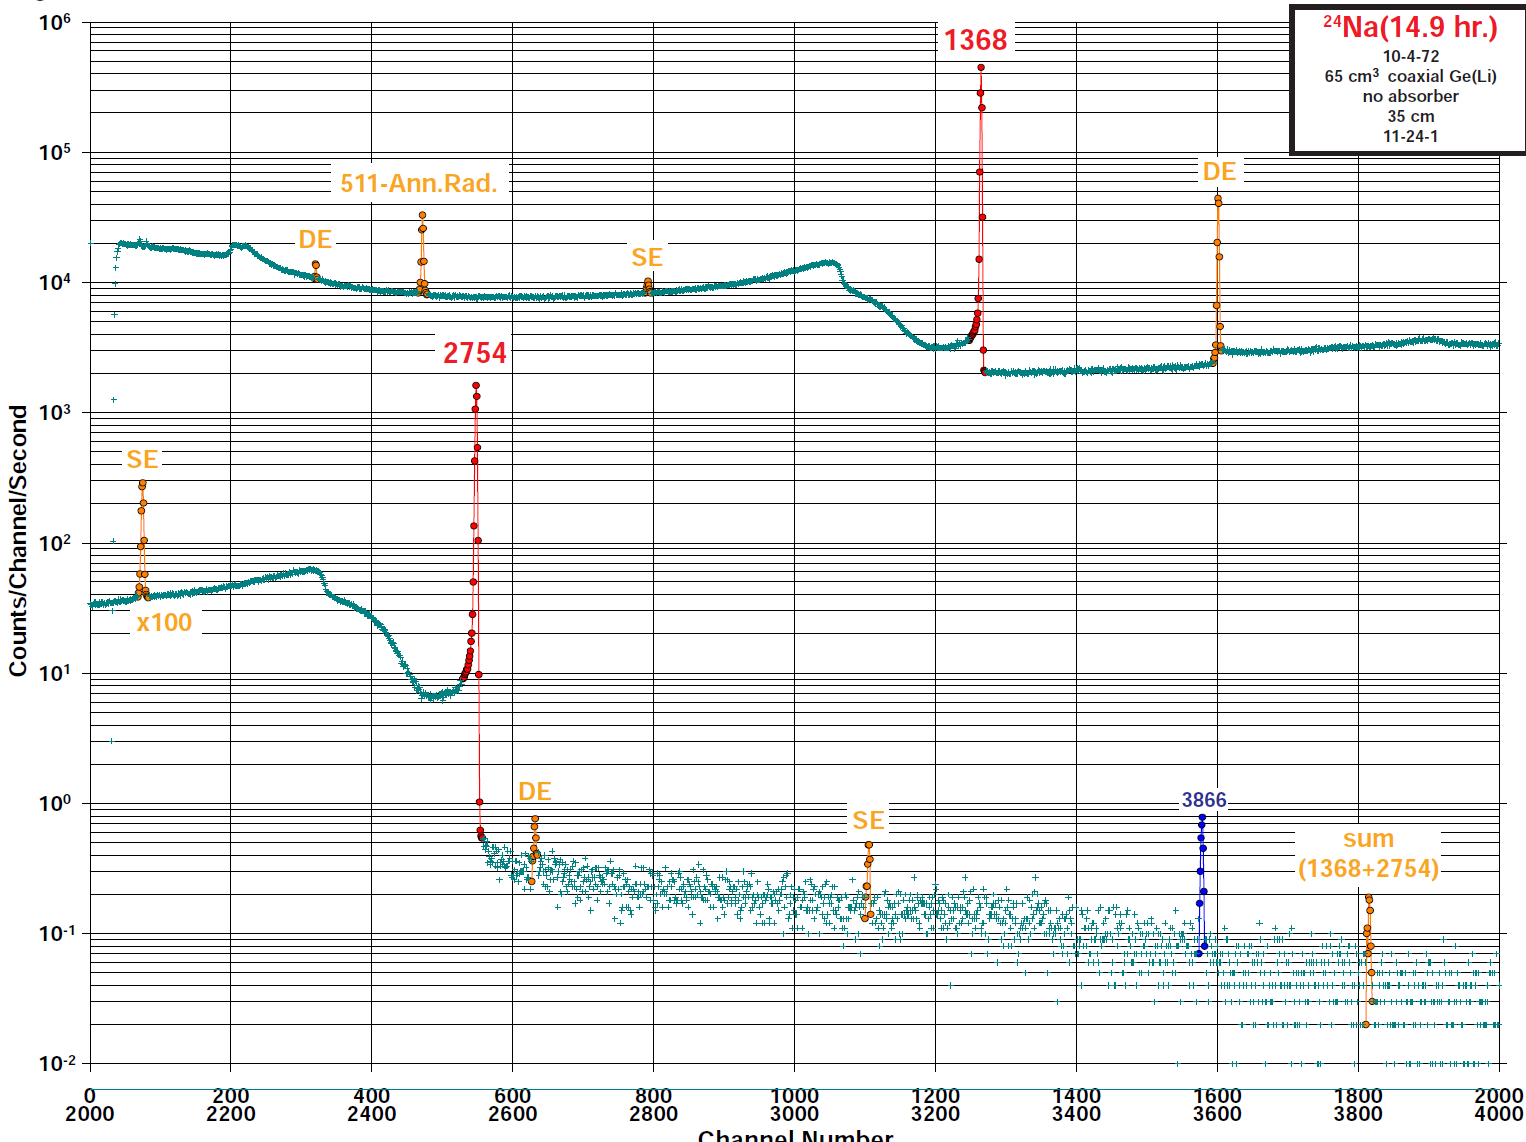 10⁶
10⁵
10⁴
10³
10²
10¹
10⁰
10⁻¹
10⁻²
Counts/Channel/Second
²⁴Na(14.9 hr.)
10-4-72
65 cm³ coaxial Ge(Li)
no absorber
35 cm
11-24-1
1368
DE
511-Ann.Rad.
DE
SE
2754
SE
x100
DE
SE
3866
sum
(1368+2754)
0 200 400 600 800 1000 1200 1400 1600 1800 2000
2000 2200 2400 2600 2800 3000 3200 3400 3600 3800 4000
Channel Number